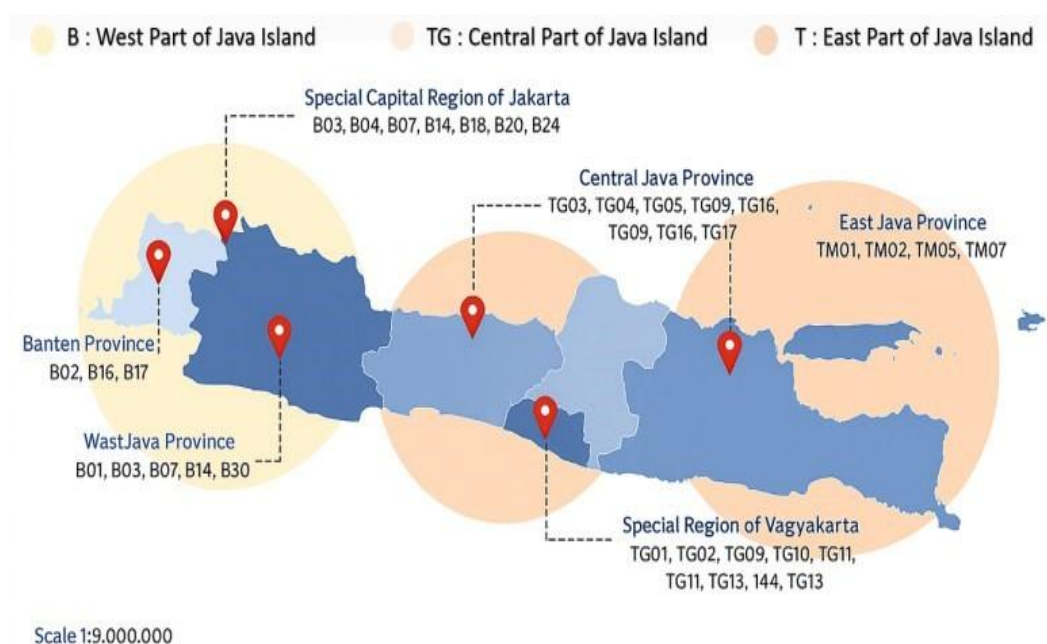 B : West Part of Java Island
TG : Central Part of Java Island
T : East Part of Java Island
Special Capital Region of Jakarta
B03, B04, B07, B14, B18, B20, B24
Central Java Province
TG03, TG04, TG05, TG09, TG16,
TG09, TG16, TG17
East Java Province
TM01, TM02, TM05, TM07
Banten Province
B02, B16, B17
WastJava Province
B01, B03, B07, B14, B30
Special Region of Vagyakarta
TG01, TG02, TG09, TG10, TG11,
TG11, TG13, 144, TG13
Scale 1:9.000.000